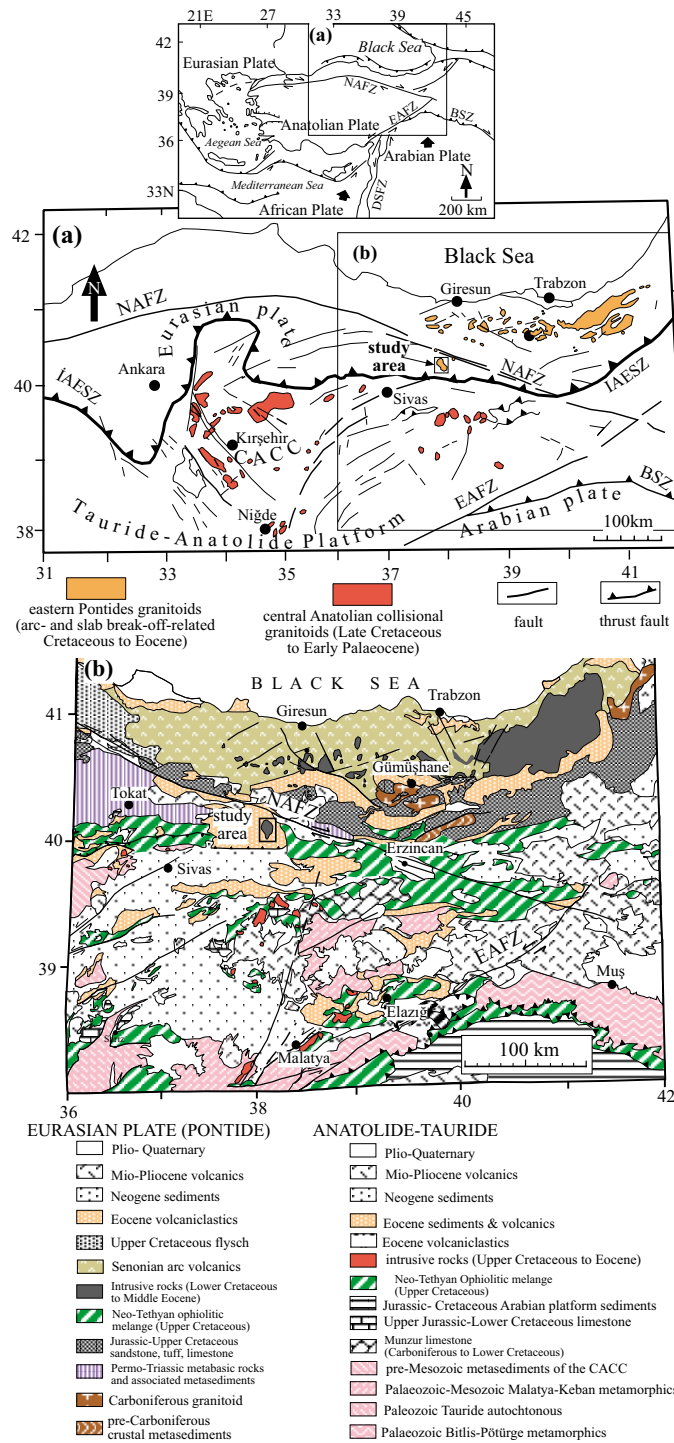 21E 27 33 39 45
(a)
42
Black Sea
Eurasian Plate
NAFZ
39
Anatolian Plate
EAFZ
BSZ
Aegean Sea
36
Arabian Plate
Mediterranean Sea
DSFZ
N
33N
African Plate
200 km
42
(a)
(b)
Black Sea
N
NAFZ
Giresun
Trabzon
Eurasian plate
study
area
NAFZ
Ankara
40
IAESZ
İAESZ
Sivas
Kırşehir
CACC
EAFZ
BSZ
Niğde
Arabian plate
38
Tauride-Anatolide Platform
100km
31 33 35 37 39 41
eastern Pontides granitoids
(arc- and slab break-off-related
Cretaceous to Eocene)
central Anatolian collisional
granitoids (Late Cretaceous
to Early Palaeocene)
fault
thrust fault
(b)
BLACK SEA
Trabzon
41
Giresun
Gümüşhane
Tokat
NAFZ
study
area
40
Erzincan
Sivas
EAFZ
39
Muş
Elazığ
Malatya
100 km
36 38 40 42
EURASIAN PLATE (PONTIDE)
Plio- Quaternary
Mio-Pliocene volcanics
Neogene sediments
Eocene volcaniclastics
Upper Cretaceous flysch
Senonian arc volcanics
Intrusive rocks (Lower Cretaceous
to Middle Eocene)
Neo-Tethyan ophiolitic
melange (Upper Cretaceous)
Jurassic-Upper Cretaceous
sandstone, tuff, limestone
Permo-Triassic metabasic rocks
and associated metasediments
Carboniferous granitoid
pre-Carboniferous
crustal metasediments
ANATOLIDE-TAURIDE
Plio-Quaternary
Mio-Pliocene volcanics
Neogene sediments
Eocene sediments & volcanics
Eocene volcaniclastics
intrusive rocks (Upper Cretaceous to Eocene)
Neo-Tethyan Ophiolitic melange
(Upper Cretaceous)
Jurassic- Cretaceous Arabian platform sediments
Upper Jurassic-Lower Cretaceous limestone
Munzur limestone
(Carboniferous to Lower Cretaceous)
pre-Mesozoic metasediments of the CACC
Palaeozoic-Mesozoic Malatya-Keban metamorphics
Paleozoic Tauride autochtonous
Palaeozoic Bitlis-Pötürge metamorphics